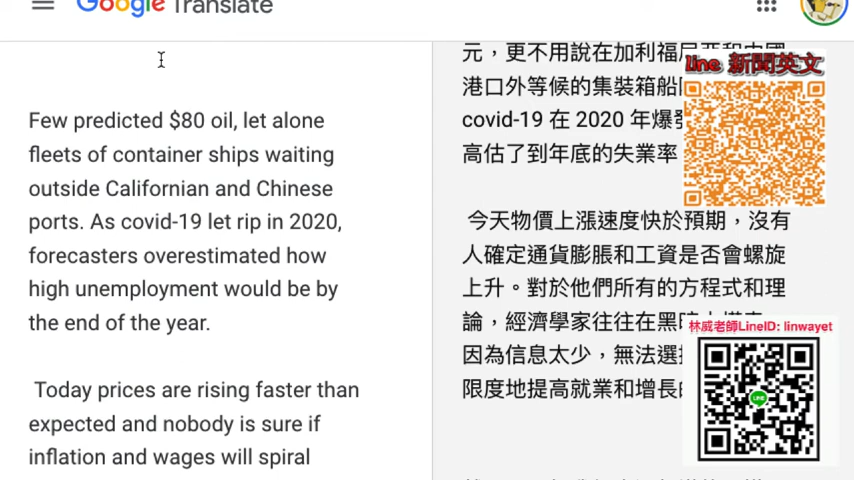 Google Translate
Few predicted $80 oil, let alone
fleets of container ships waiting
outside Californian and Chinese
ports. As covid-19 let rip in 2020,
forecasters overestimated how
high unemployment would be by
the end of the year.
Today prices are rising faster than
expected and nobody is sure if
inflation and wages will spiral
元，更不用說在加利福尼亞和中國
港口外等候的集裝箱船
covid-19 在 2020 年爆發
高估了到年底的失業率
今天物價上漲速度快於預期，沒有
人確定通貨膨脹和工資是否會螺旋
上升。對於他們所有的方程式和理
論，經濟學家往往在黑暗
因為信息太少，無法選擇
限度地提高就業和增長
line 新聞英文
林威老師LineID: linwayet
LINE